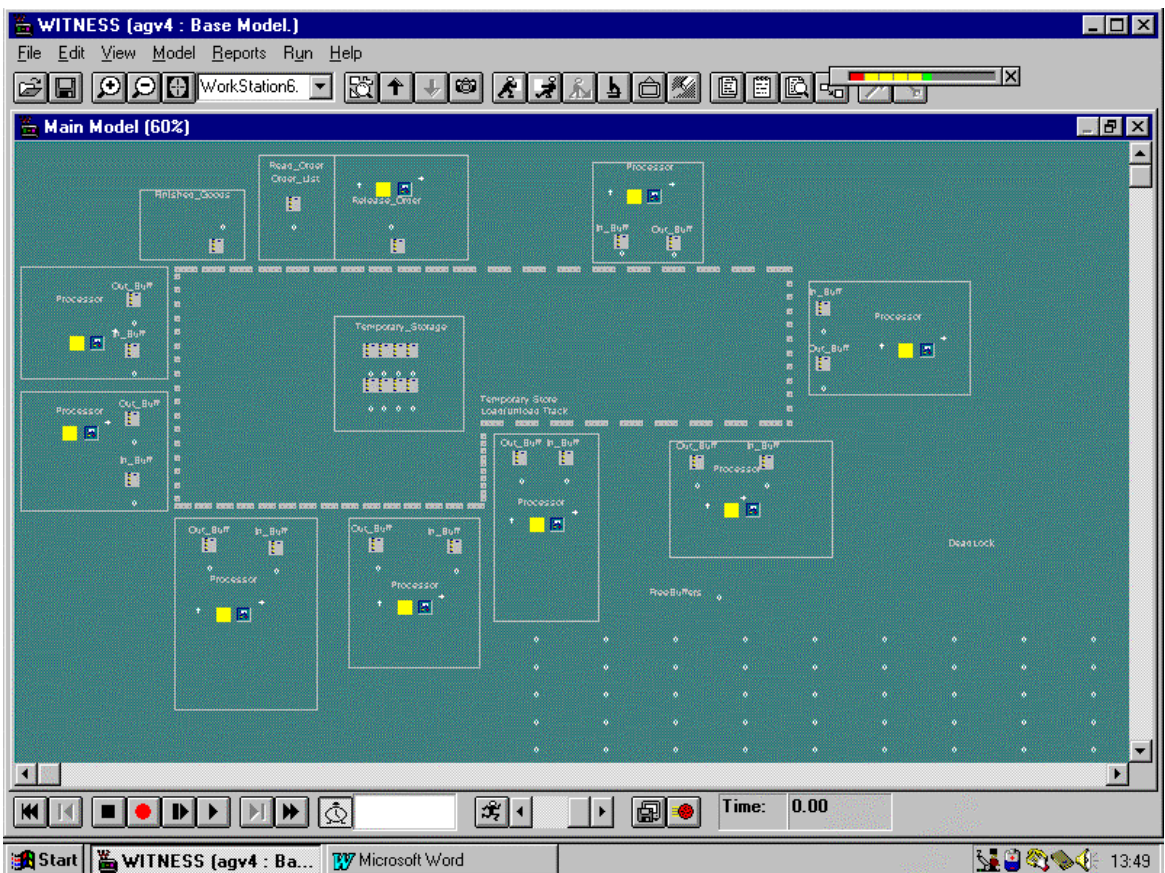 WITNESS (agv4 : Base Model.)
File Edit View Model Reports Run Help
WorkStation6.
Main Model (60%)
Read_Order
Order_List
Release_Order
Finished_Goods
Processor
In_Buff Out_Buff
Out_Buff
Processor
In_Buff
In_Buff
Processor
Out_Buff
Temporary_Storage
Temporary Store
Load/Unload Track
Processor Out_Buff
In_Buff
Out_Buff In_Buff
Processor
Out_Buff In_Buff
Processor
Out_Buff In_Buff
Processor
Out_Buff In_Buff
Processor
DeadLock
FreeBuffers
Time: 0.00
Start WITNESS (agv4 : Ba... Microsoft Word 13:49